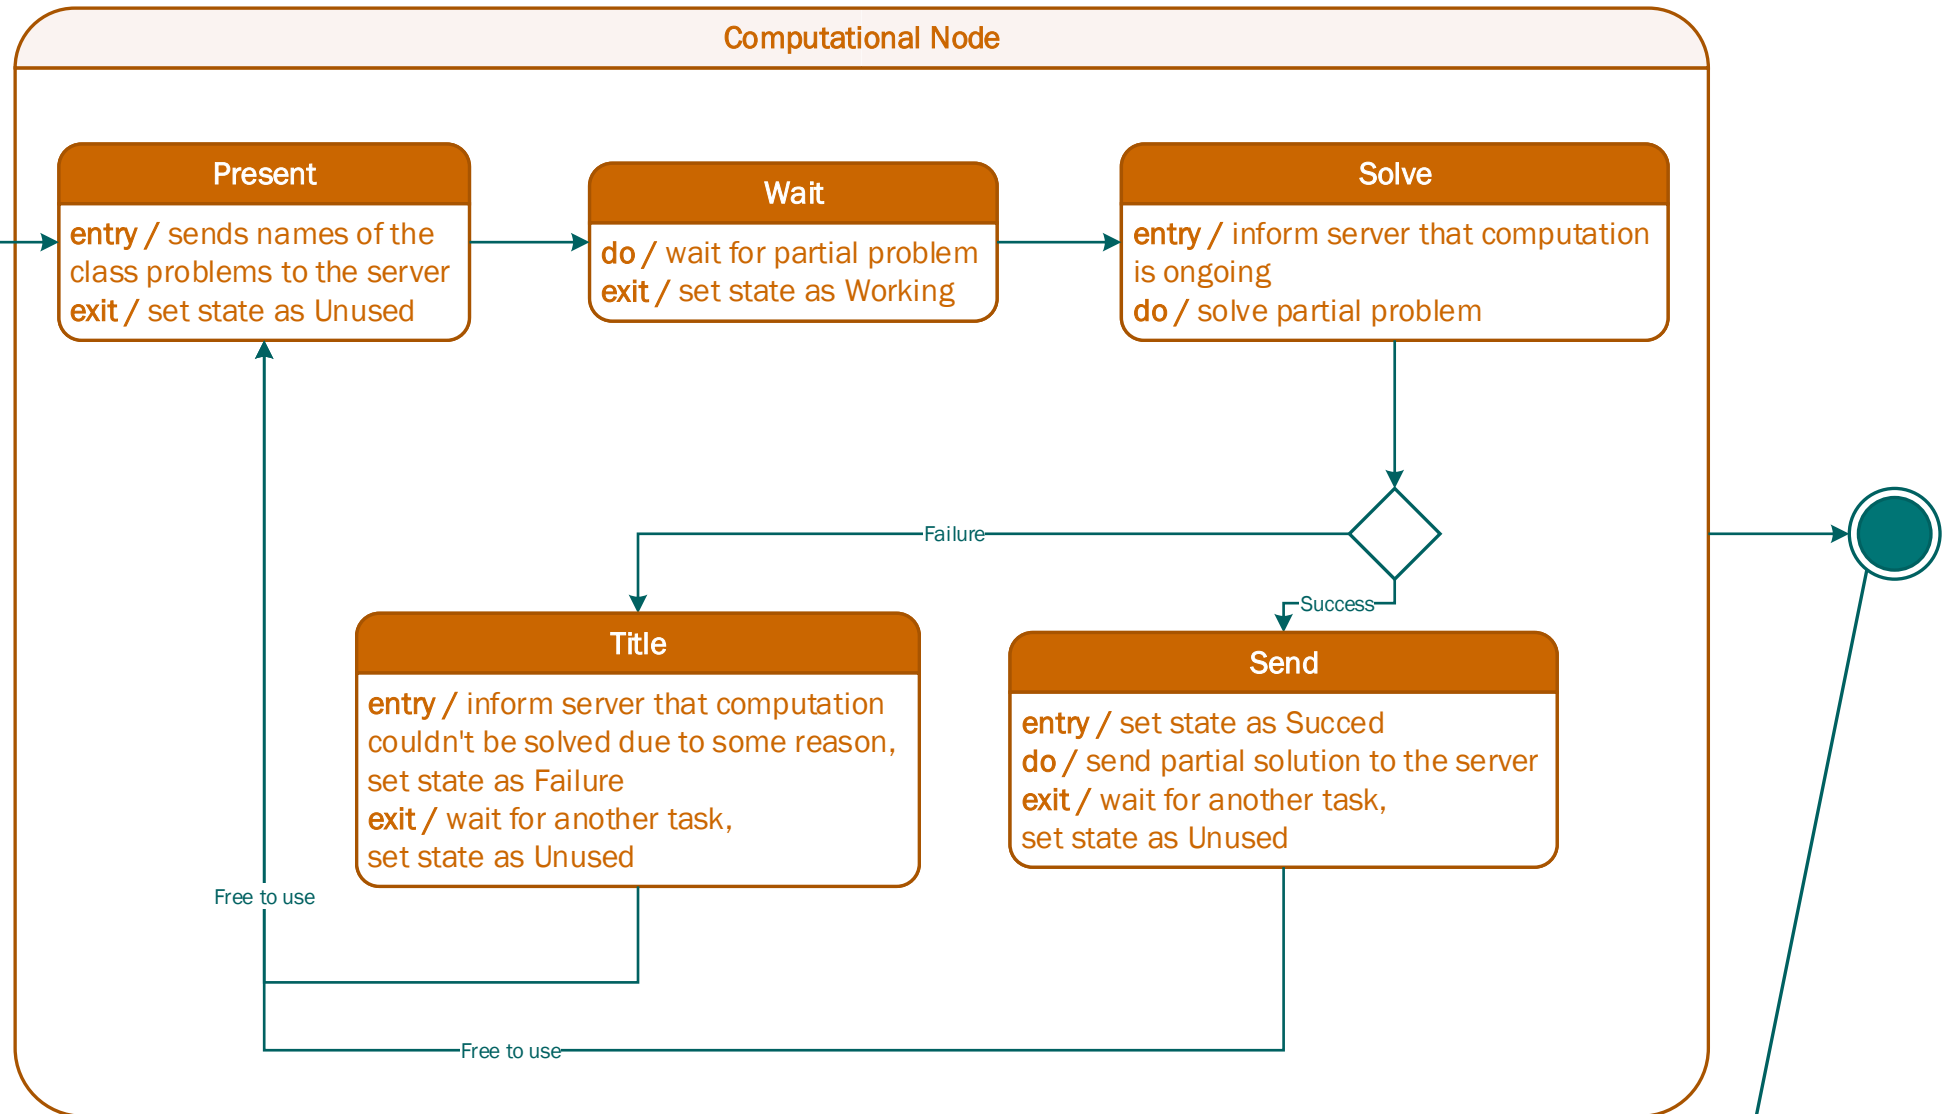 Computational Node
Present
entry / sends names of the
class problems to the server
exit / set state as Unused
Wait
do / wait for partial problem
exit / set state as Working
Solve
entry / inform server that computation
is ongoing
do / solve partial problem
Failure
Success
Title
entry / inform server that computation
couldn't be solved due to some reason,
set state as Failure
exit / wait for another task,
set state as Unused
Send
entry / set state as Succed
do / send partial solution to the server
exit / wait for another task,
set state as Unused
Free to use
Free to use